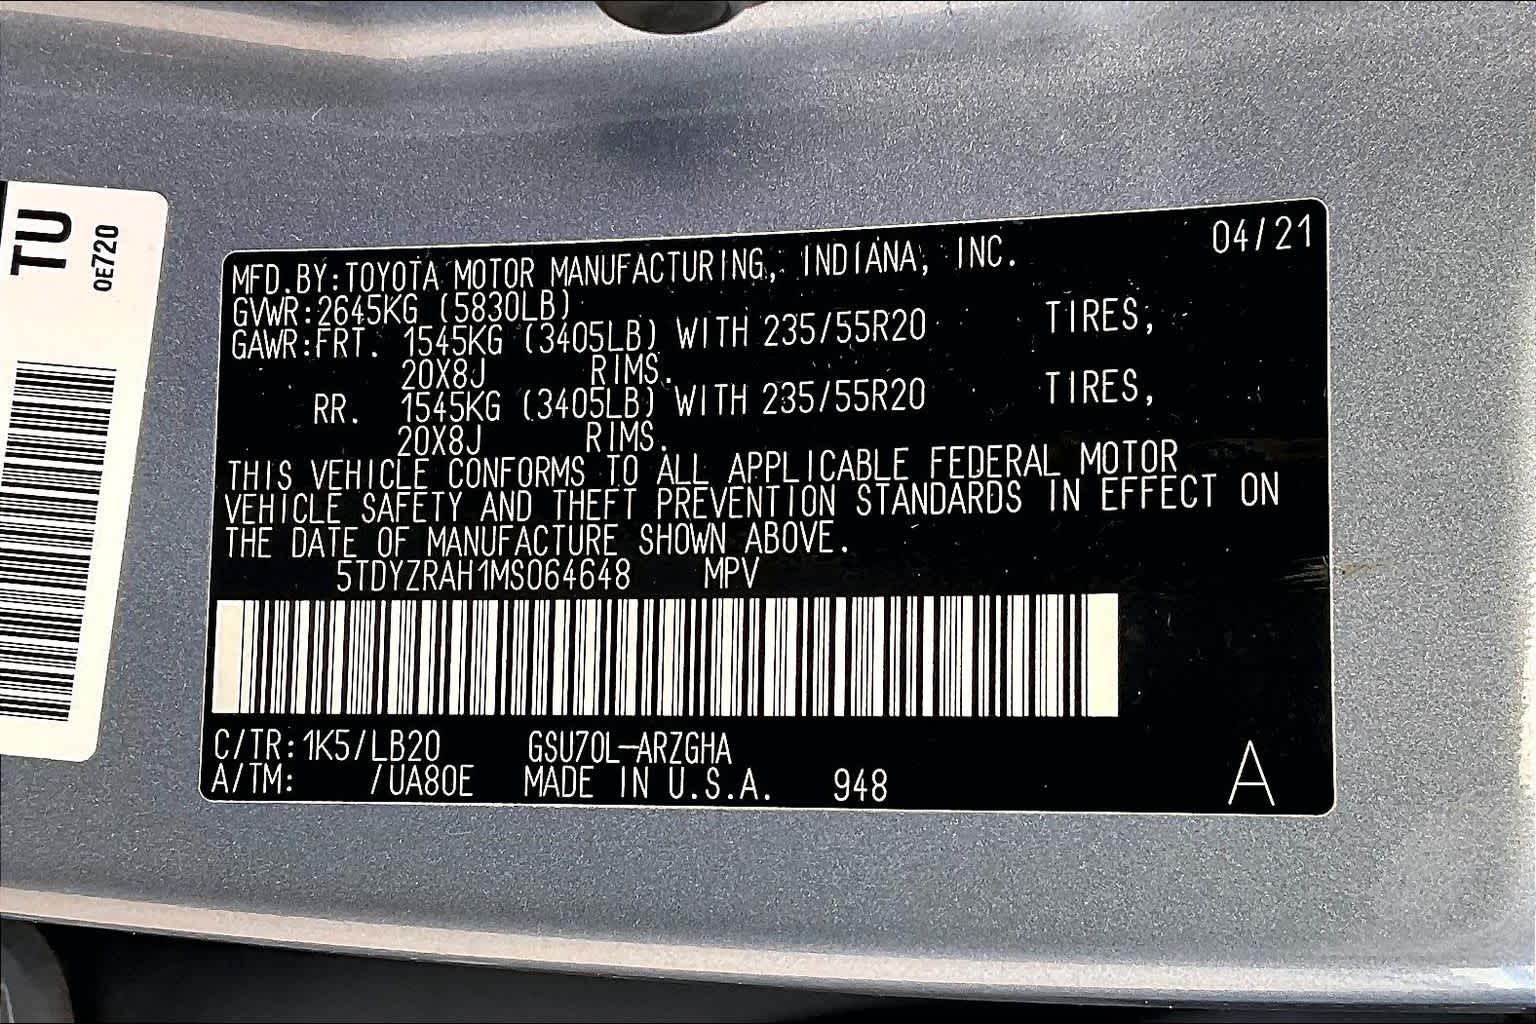 TU
0E720
04/21
MFD.BY:TOYOTA MOTOR MANUFACTURING, INDIANA, INC.
GVWR:2645KG (5830LB)
GAWR:FRT. 1545KG (3405LB) WITH 235/55R20 TIRES,
20X8J RIMS.
RR. 1545KG (3405LB) WITH 235/55R20 TIRES,
20X8J RIMS.
THIS VEHICLE CONFORMS TO ALL APPLICABLE FEDERAL MOTOR
VEHICLE SAFETY AND THEFT PREVENTION STANDARDS IN EFFECT ON
THE DATE OF MANUFACTURE SHOWN ABOVE.
5TDYZRAH1MS064648 MPV
C/TR:1K5/LB20 GSU70L-ARZGHA
A/TM: /UA80E MADE IN U.S.A. 948
A